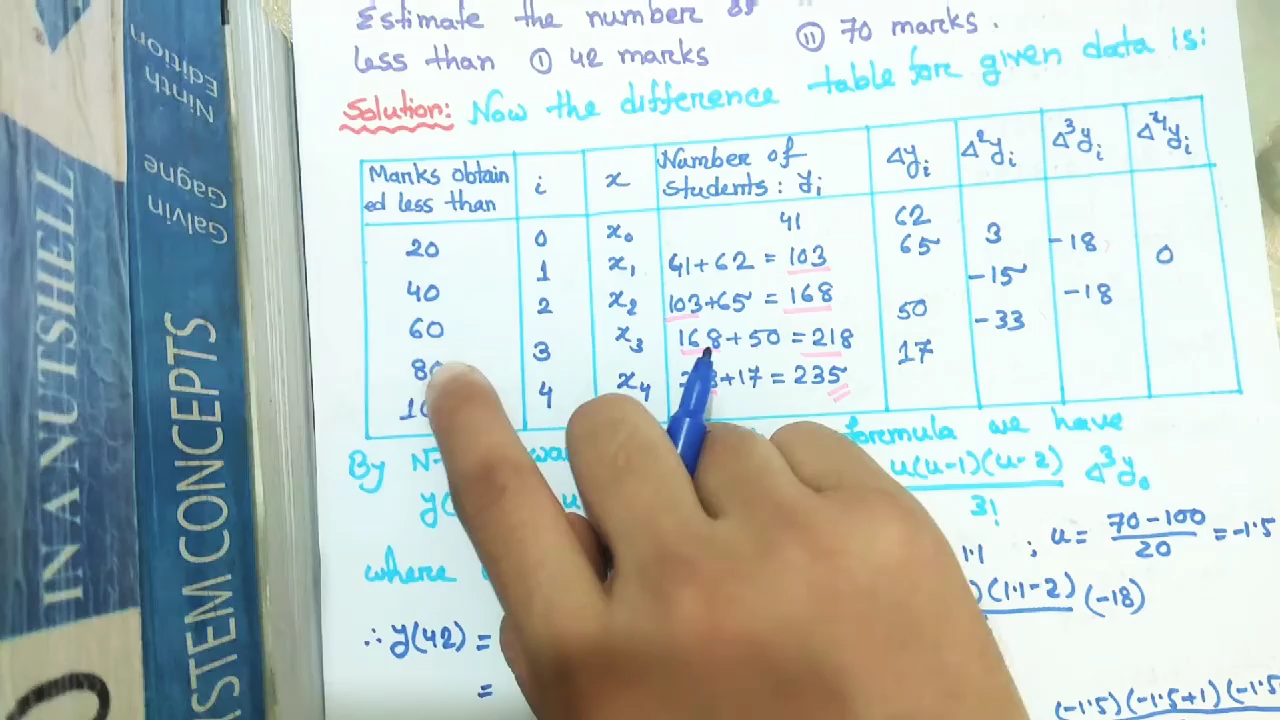 Estimate the number of
less than (i) 42 marks (ii) 70 marks.
Solution: Now the difference table for given data is:
Marks obtain ed less than i x Number of students: yi Δyi Δ²yi Δ³yi Δ⁴yi
20 0 x₀ 41 62 3 -18 0
40 1 x₁ 41+62 = 103 65 -15 -18
60 2 x₂ 103+65 = 168 50 -33
80 3 x₃ 168+50 = 218 17
4 x₄ +17 = 235
By formula we have
u(u-1)(u-2) Δ³y₀
3!
where 1.1 ; u = 70-100 = -1.5
20
(1.1-2) (-18)
∴ y(42) =
=
(-1.5)(-1.5+1)(-1.5
IN A NUTSHELL
SYSTEM CONCEPTS
Galvin Gagne
Ninth Edition